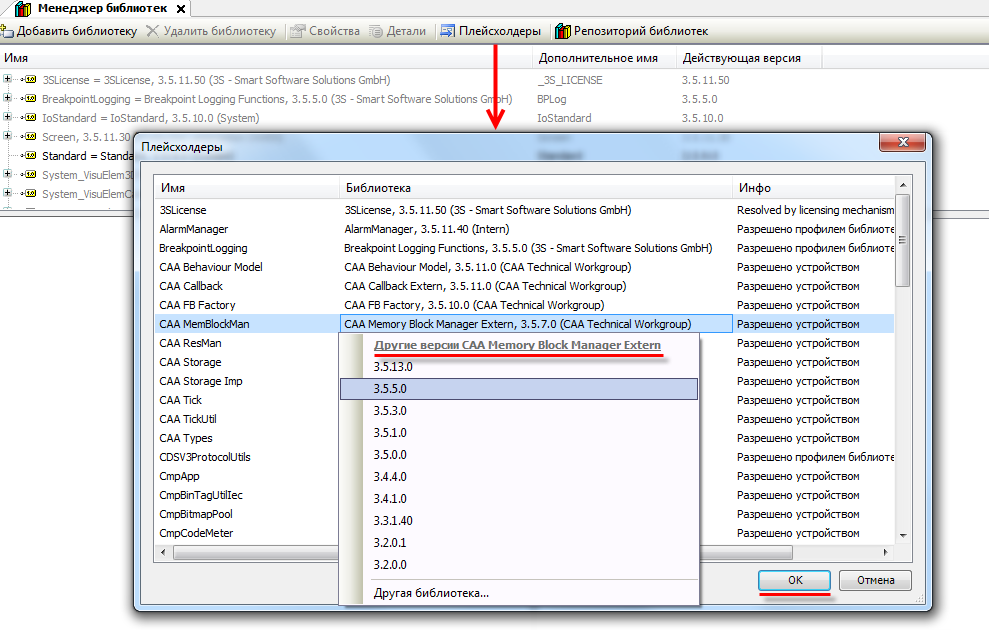 Менеджер библиотек
Добавить библиотеку Удалить библиотеку Свойства Детали Плейсхолдеры Репозиторий библиотек
Имя Дополнительное имя Действующая версия
3SLicense = 3SLicense, 3.5.11.50 (3S - Smart Software Solutions GmbH) _3S_LICENSE 3.5.11.50
BreakpointLogging = Breakpoint Logging Functions, 3.5.5.0 (3S - Smart Software Solutions GmbH) BPLog 3.5.5.0
IoStandard = IoStandard, 3.5.10.0 (System) IoStandard 3.5.10.0
Screen, 3.5.11.30
Standard = Standa
System_VisuElem3D
System_VisuElemCa
Плейсхолдеры
Имя Библиотека Инфо
3SLicense 3SLicense, 3.5.11.50 (3S - Smart Software Solutions GmbH) Resolved by licensing mechanism
AlarmManager AlarmManager, 3.5.11.40 (Intern) Разрешено профилем библиоте
BreakpointLogging Breakpoint Logging Functions, 3.5.5.0 (3S - Smart Software Solutions GmbH) Разрешено профилем библиоте
CAA Behaviour Model CAA Behaviour Model, 3.5.11.0 (CAA Technical Workgroup) Разрешено устройством
CAA Callback CAA Callback Extern, 3.5.11.0 (CAA Technical Workgroup) Разрешено устройством
CAA FB Factory CAA FB Factory, 3.5.10.0 (CAA Technical Workgroup) Разрешено устройством
CAA MemBlockMan CAA Memory Block Manager Extern, 3.5.7.0 (CAA Technical Workgroup) Разрешено устройством
CAA ResMan Другие версии CAA Memory Block Manager Extern Разрешено устройством
CAA Storage 3.5.13.0 Разрешено устройством
CAA Storage Imp 3.5.5.0 Разрешено устройством
CAA Tick 3.5.3.0 Разрешено устройством
CAA TickUtil 3.5.1.0 Разрешено устройством
CAA Types 3.5.0.0 Разрешено устройством
CDSV3ProtocolUtils 3.4.4.0 Разрешено профилем библиоте
CmpApp 3.4.1.0 Разрешено устройством
CmpBinTagUtilIec 3.3.1.40 Разрешено устройством
CmpBitmapPool 3.2.0.1 Разрешено устройством
CmpCodeMeter 3.2.0.0 Разрешено устройством
Другая библиотека...
OK Отмена